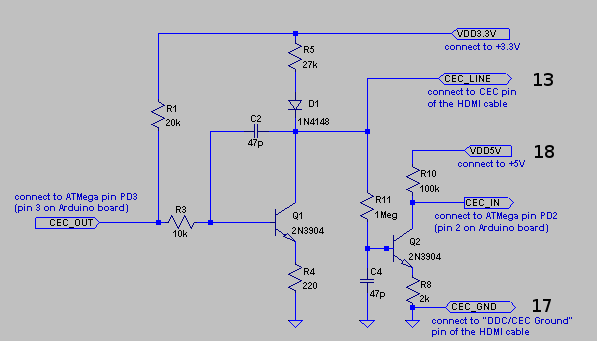 VDD3.3V
connect to +3.3V
R5
27k
CEC_LINE
13
connect to CEC pin
of the HDMI cable
D1
1N4148
R1
20k
C2
47p
VDD5V
18
connect to +5V
R10
100k
connect to ATMega pin PD3
(pin 3 on Arduino board)
CEC_OUT
R3
10k
R11
1Meg
CEC_IN
connect to ATMega pin PD2
(pin 2 on Arduino board)
Q1
2N3904
Q2
2N3904
R4
220
C4
47p
R8
2k
CEC_GND
17
connect to "DDC/CEC Ground"
pin of the HDMI cable